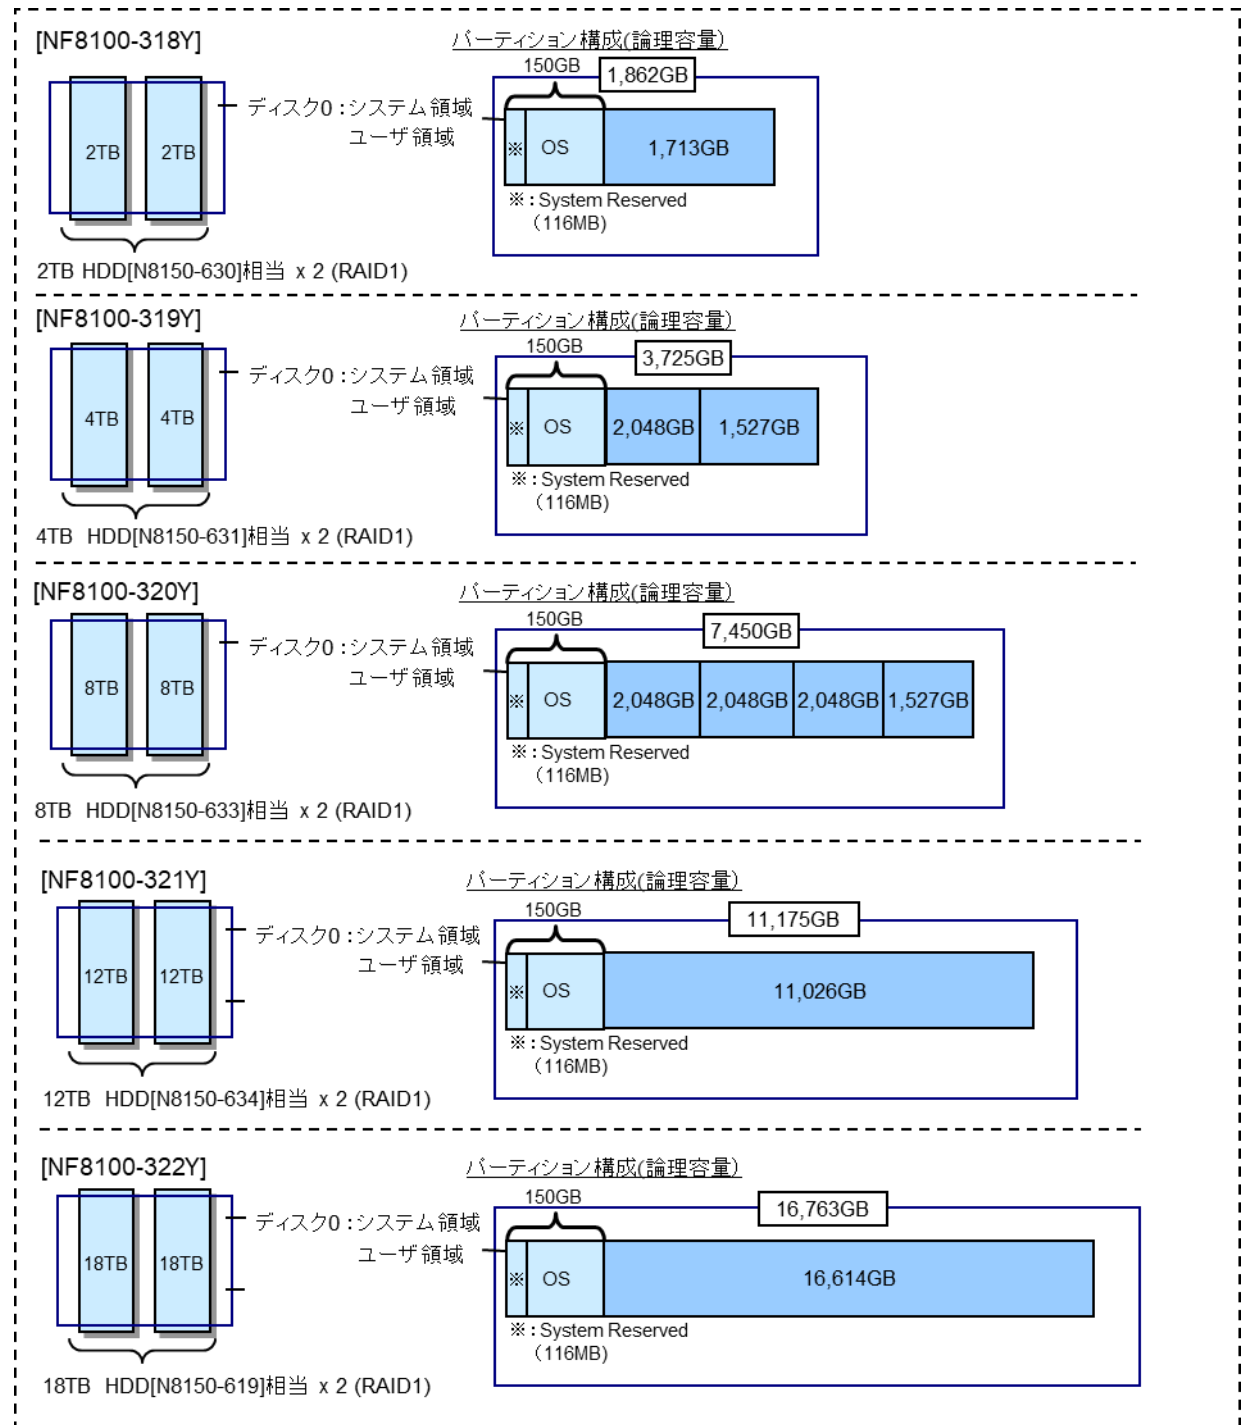 [NF8100-318Y]
パーティション構成(論理容量)
150GB
1,862GB
ディスク0：システム領域
ユーザ領域
2TB
2TB
※
OS
1,713GB
※：System Reserved
（116MB)
2TB HDD[N8150-630]相当 x 2 (RAID1)
[NF8100-319Y]
パーティション構成(論理容量)
150GB
3,725GB
ディスク0：システム領域
ユーザ領域
4TB
4TB
※
OS
2,048GB
1,527GB
※：System Reserved
（116MB)
4TB HDD[N8150-631]相当 x 2 (RAID1)
[NF8100-320Y]
パーティション構成(論理容量)
150GB
7,450GB
ディスク0：システム領域
ユーザ領域
8TB
8TB
※
OS
2,048GB
2,048GB
2,048GB
1,527GB
※：System Reserved
（116MB)
8TB HDD[N8150-633]相当 x 2 (RAID1)
[NF8100-321Y]
パーティション構成(論理容量)
150GB
11,175GB
ディスク0：システム領域
ユーザ領域
12TB
12TB
※
OS
11,026GB
※：System Reserved
（116MB)
12TB HDD[N8150-634]相当 x 2 (RAID1)
[NF8100-322Y]
パーティション構成(論理容量)
150GB
16,763GB
ディスク0：システム領域
ユーザ領域
18TB
18TB
※
OS
16,614GB
※：System Reserved
（116MB)
18TB HDD[N8150-619]相当 x 2 (RAID1)